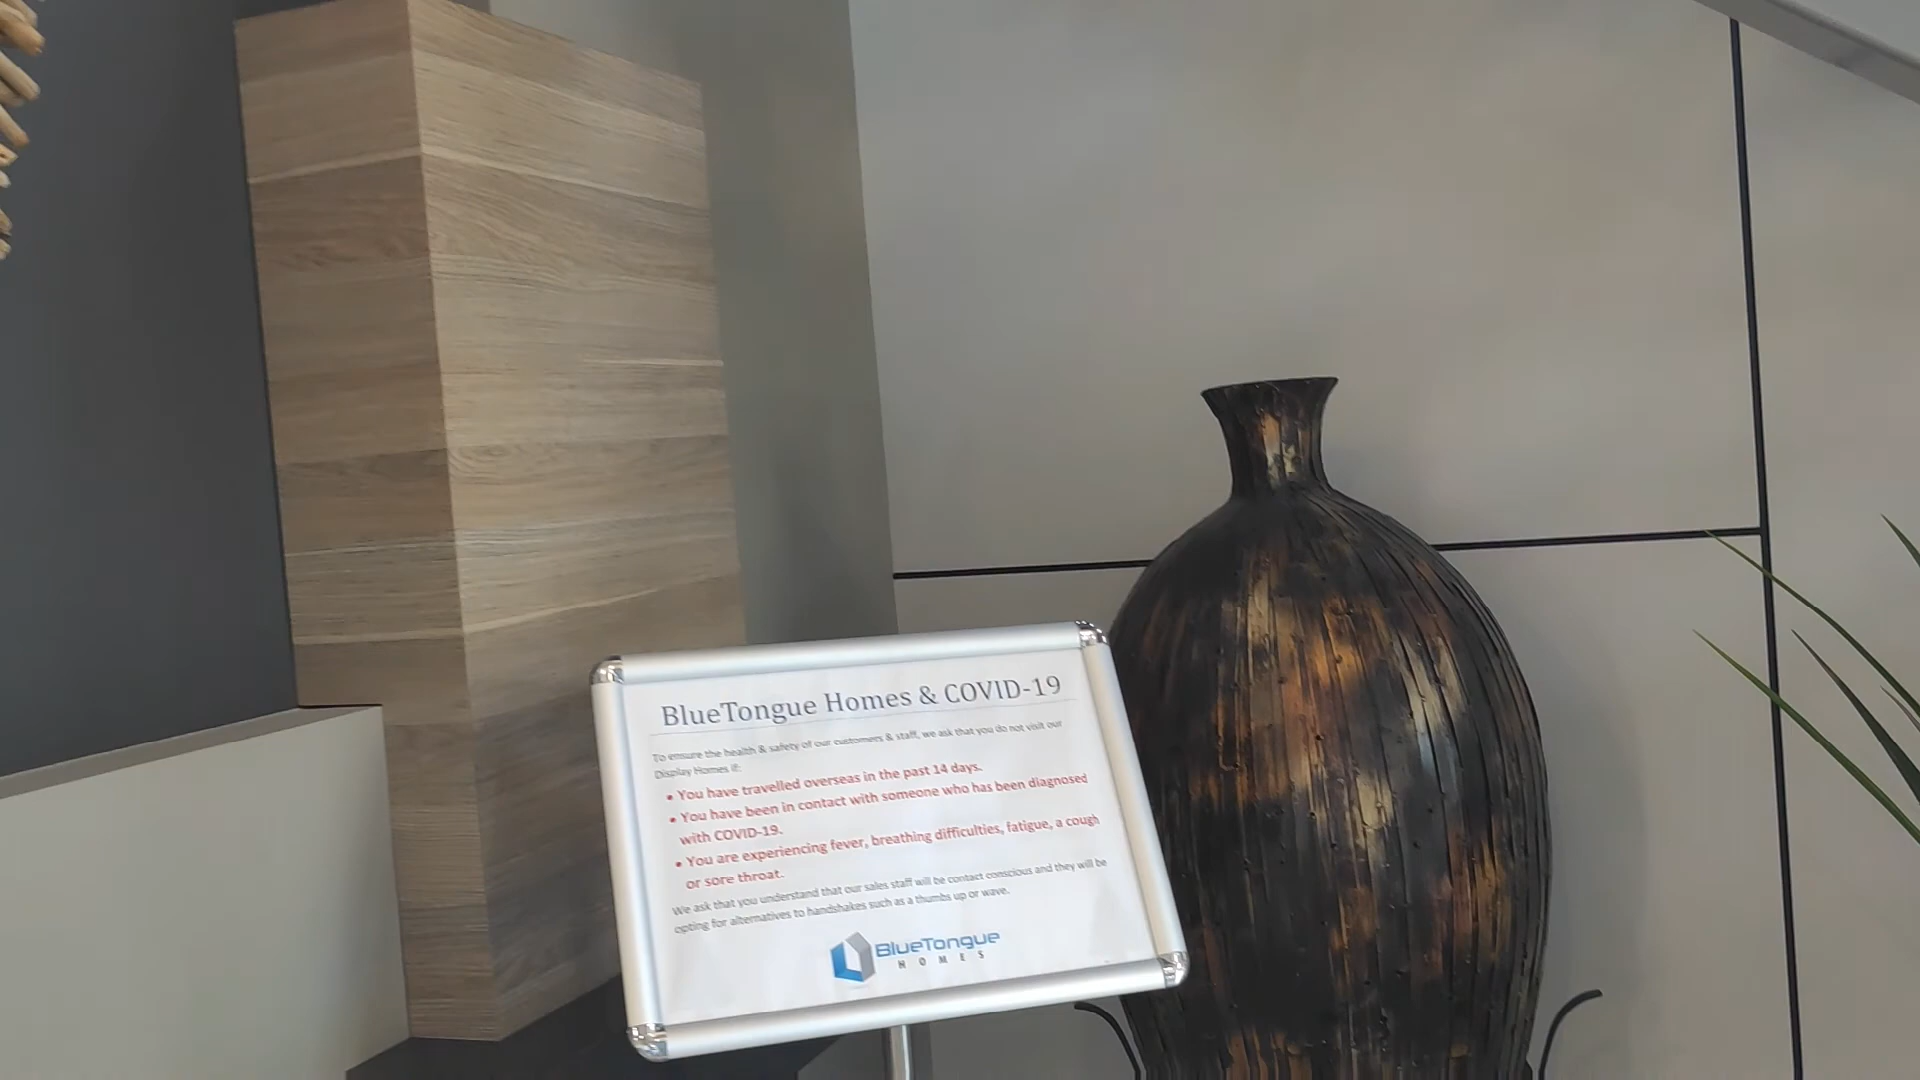 BlueTongue Homes & COVID-19
To ensure the health & safety of our customers & staff, we ask that you do not visit our
Display Homes if:
• You have travelled overseas in the past 14 days.
• You have been in contact with someone who has been diagnosed
with COVID-19.
• You are experiencing fever, breathing difficulties, fatigue, a cough
or sore throat.
We ask that you understand that our sales staff will be contact conscious and they will be
opting for alternatives to handshakes such as a thumbs up or wave.
BlueTongue
HOMES